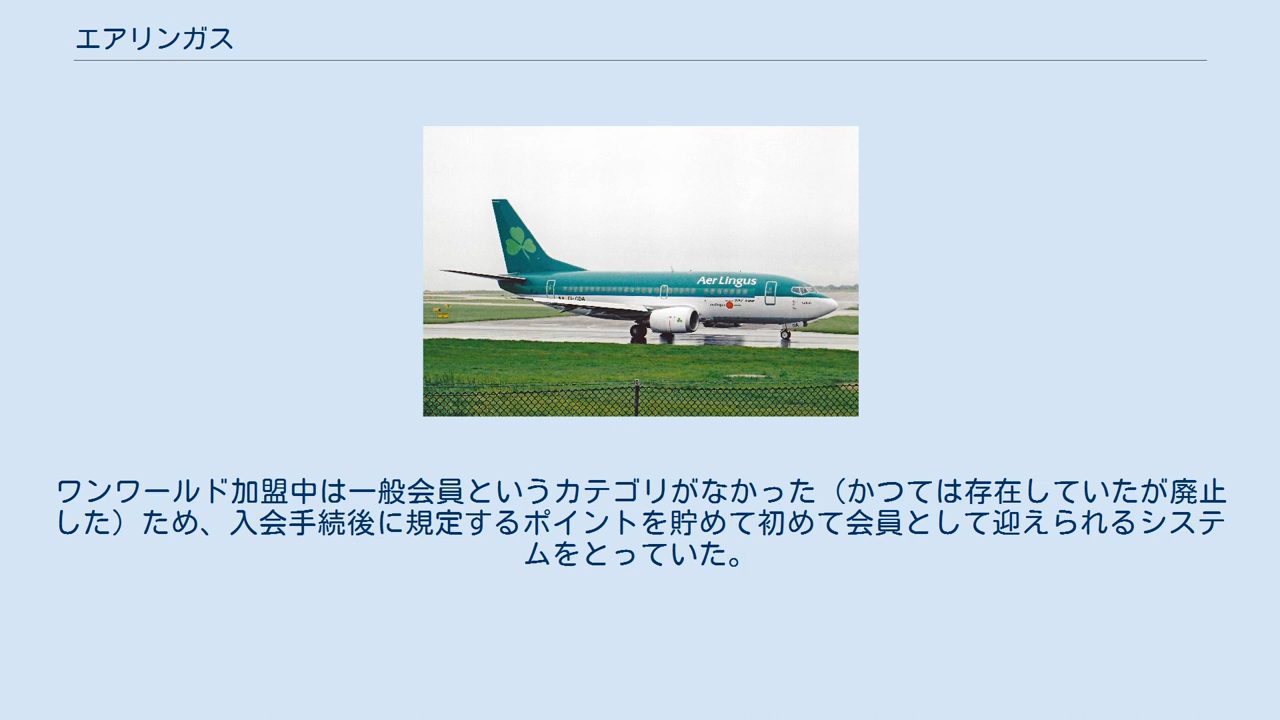 エアリンガス
Aer Lingus
ワンワールド加盟中は一般会員というカテゴリがなかった（かつては存在していたが廃止
した）ため、入会手続後に規定するポイントを貯めて初めて会員として迎えられるシステ
ムをとっていた。